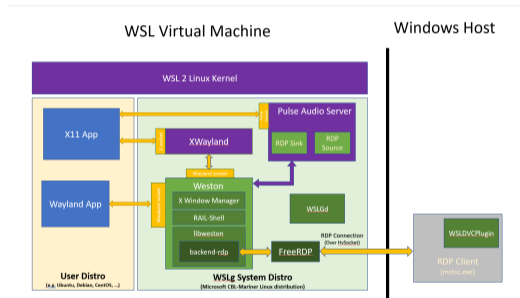 WSL Virtual Machine
Windows Host
WSL 2 Linux Kernel
Pulse Audio Server
X11 App
XWayland
RDP
Sink
RDP
Source
Wayland socket
Weston
X Window Manager
Wayland App
RAIL-Shell
WSLGd
libweston
RDP Connection
(Over HvSocket)
WSLDVCPlugin
backend-rdp
FreeRDP
RDP Client
(mstsc.exe)
User Distro
(e.g. Ubuntu, Debian, CentOS, ...)
WSLg System Distro
(Microsoft CBL-Mariner Linux distribution)